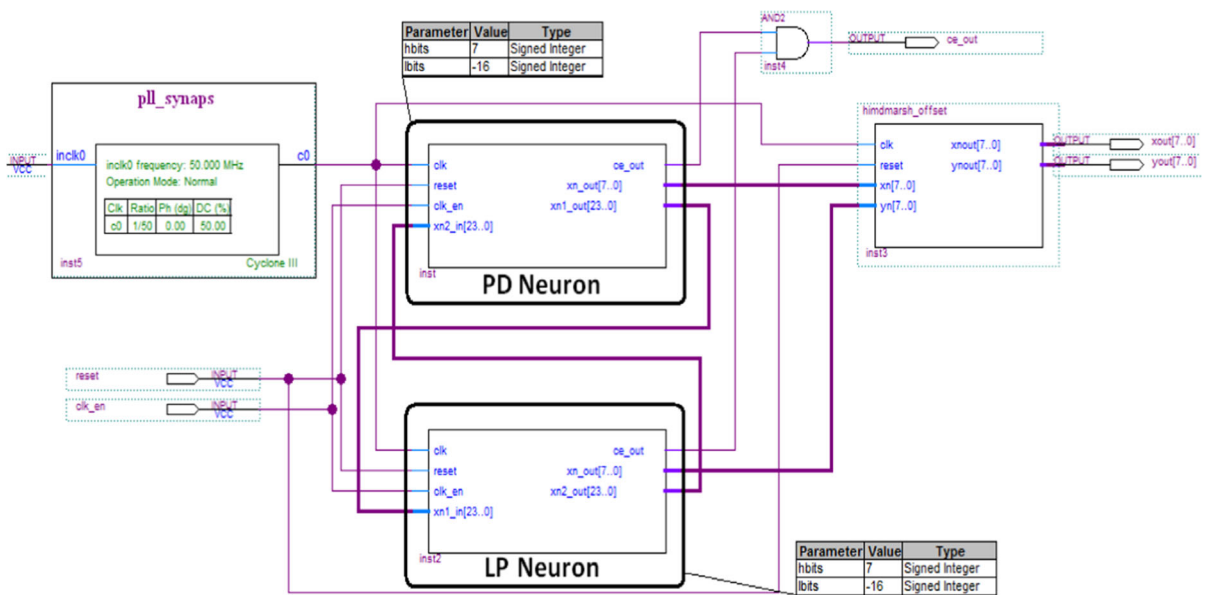 Parameter Value Type
hbits 7 Signed Integer
lbits -16 Signed Integer
AND2
inst4
OUTPUT ce_out
pll_synaps
INPUT
VCC
inclk0
c0
inclk0 frequency: 50.000 MHz
Operation Mode: Normal
Clk Ratio Ph (dg) DC (%)
c0 1/50 0.00 50.00
inst5
Cyclone III
clk ce_out
reset xn_out[7..0]
clk_en xn1_out[23..0]
xn2_in[23..0]
inst
PD Neuron
himdmarsh_offset
clk xnout[7..0]
reset ynout[7..0]
xn[7..0]
yn[7..0]
inst3
OUTPUT xout[7..0]
OUTPUT yout[7..0]
reset INPUT
VCC
clk_en INPUT
VCC
clk ce_out
reset xn_out[7..0]
clk_en xn2_out[23..0]
xn1_in[23..0]
inst2
LP Neuron
Parameter Value Type
hbits 7 Signed Integer
lbits -16 Signed Integer